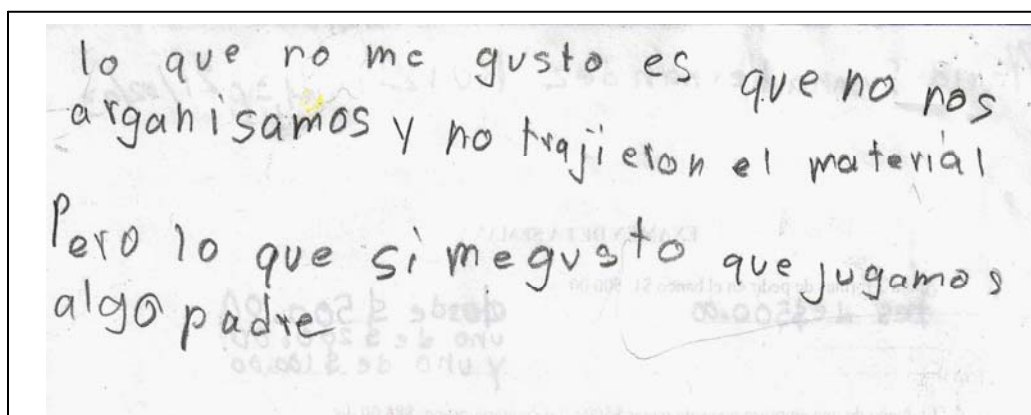 lo que no me gusto es que no nos
arganisamos y no trajieron el material
Pero lo que si megusto que jugamos
algo padre